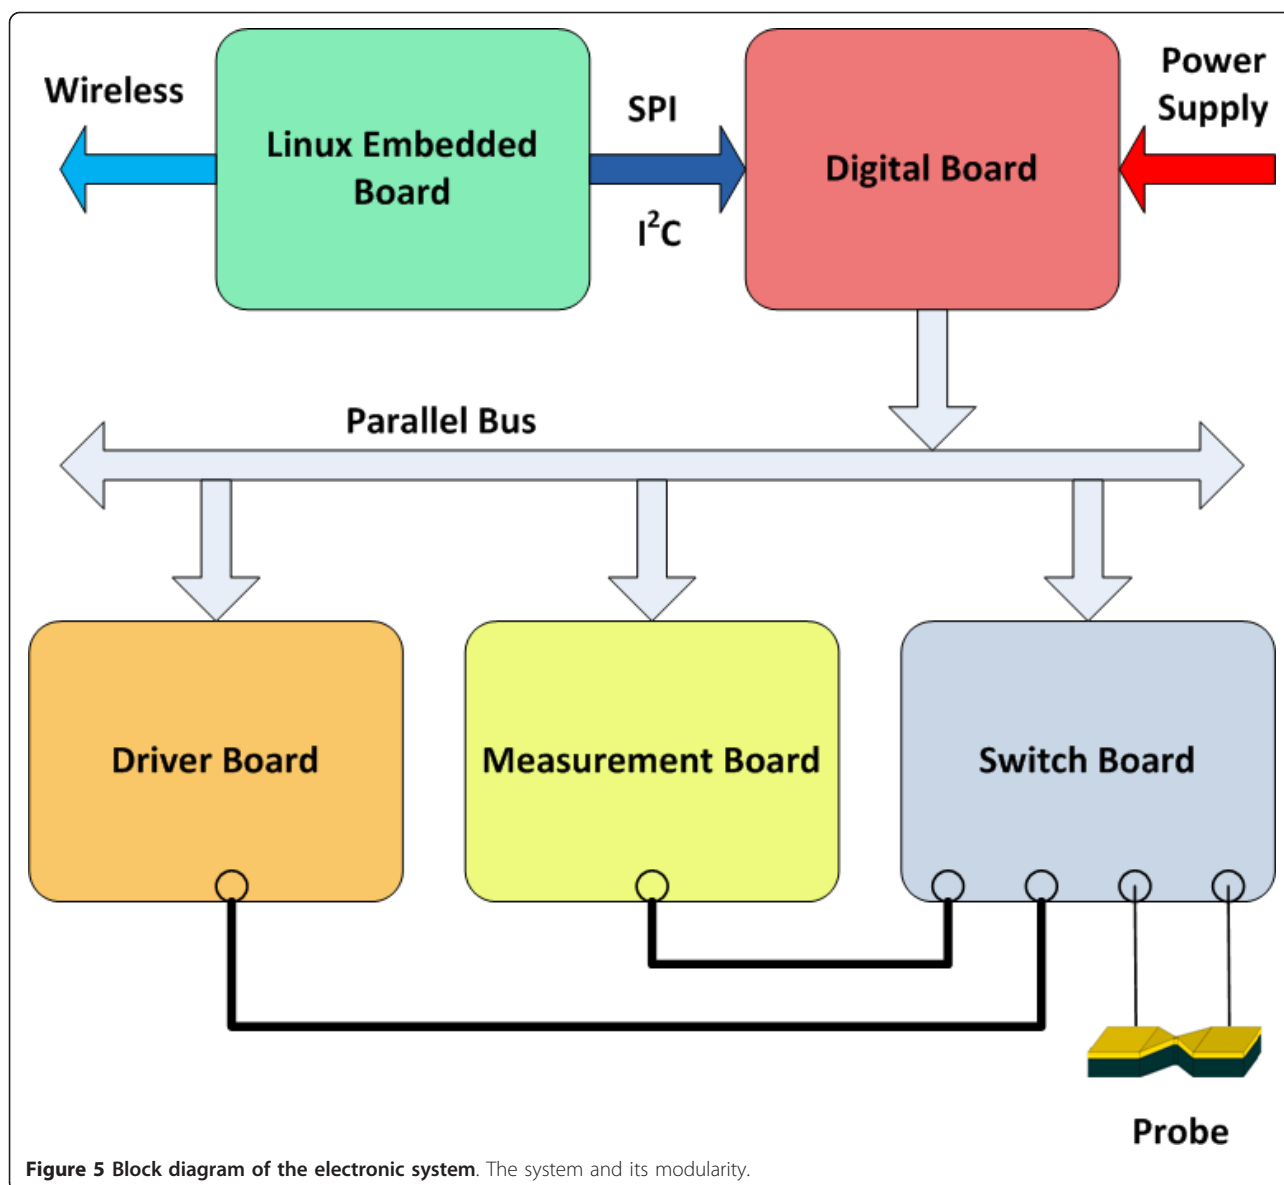 Wireless
Linux Embedded
Board
SPI
I²C
Digital Board
Power
Supply
Parallel Bus
Driver Board
Measurement Board
Switch Board
Probe
Figure 5 Block diagram of the electronic system. The system and its modularity.